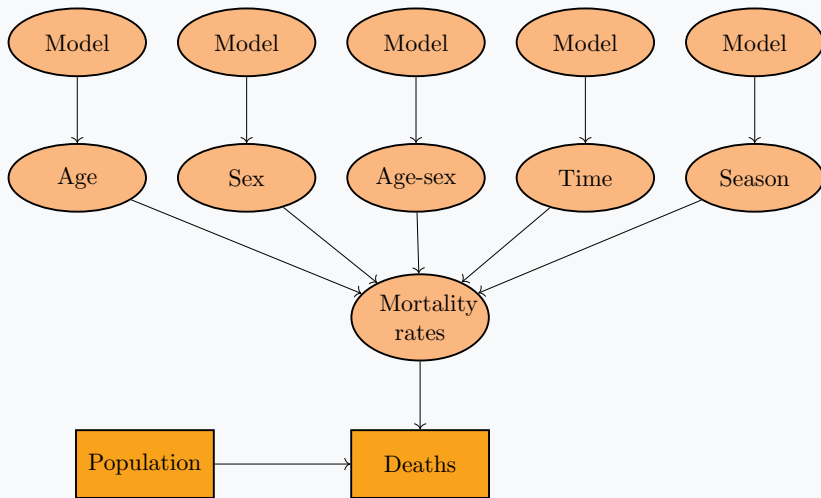 Model
Model
Model
Model
Model
Age
Sex
Age-sex
Time
Season
Mortality
rates
Population
Deaths